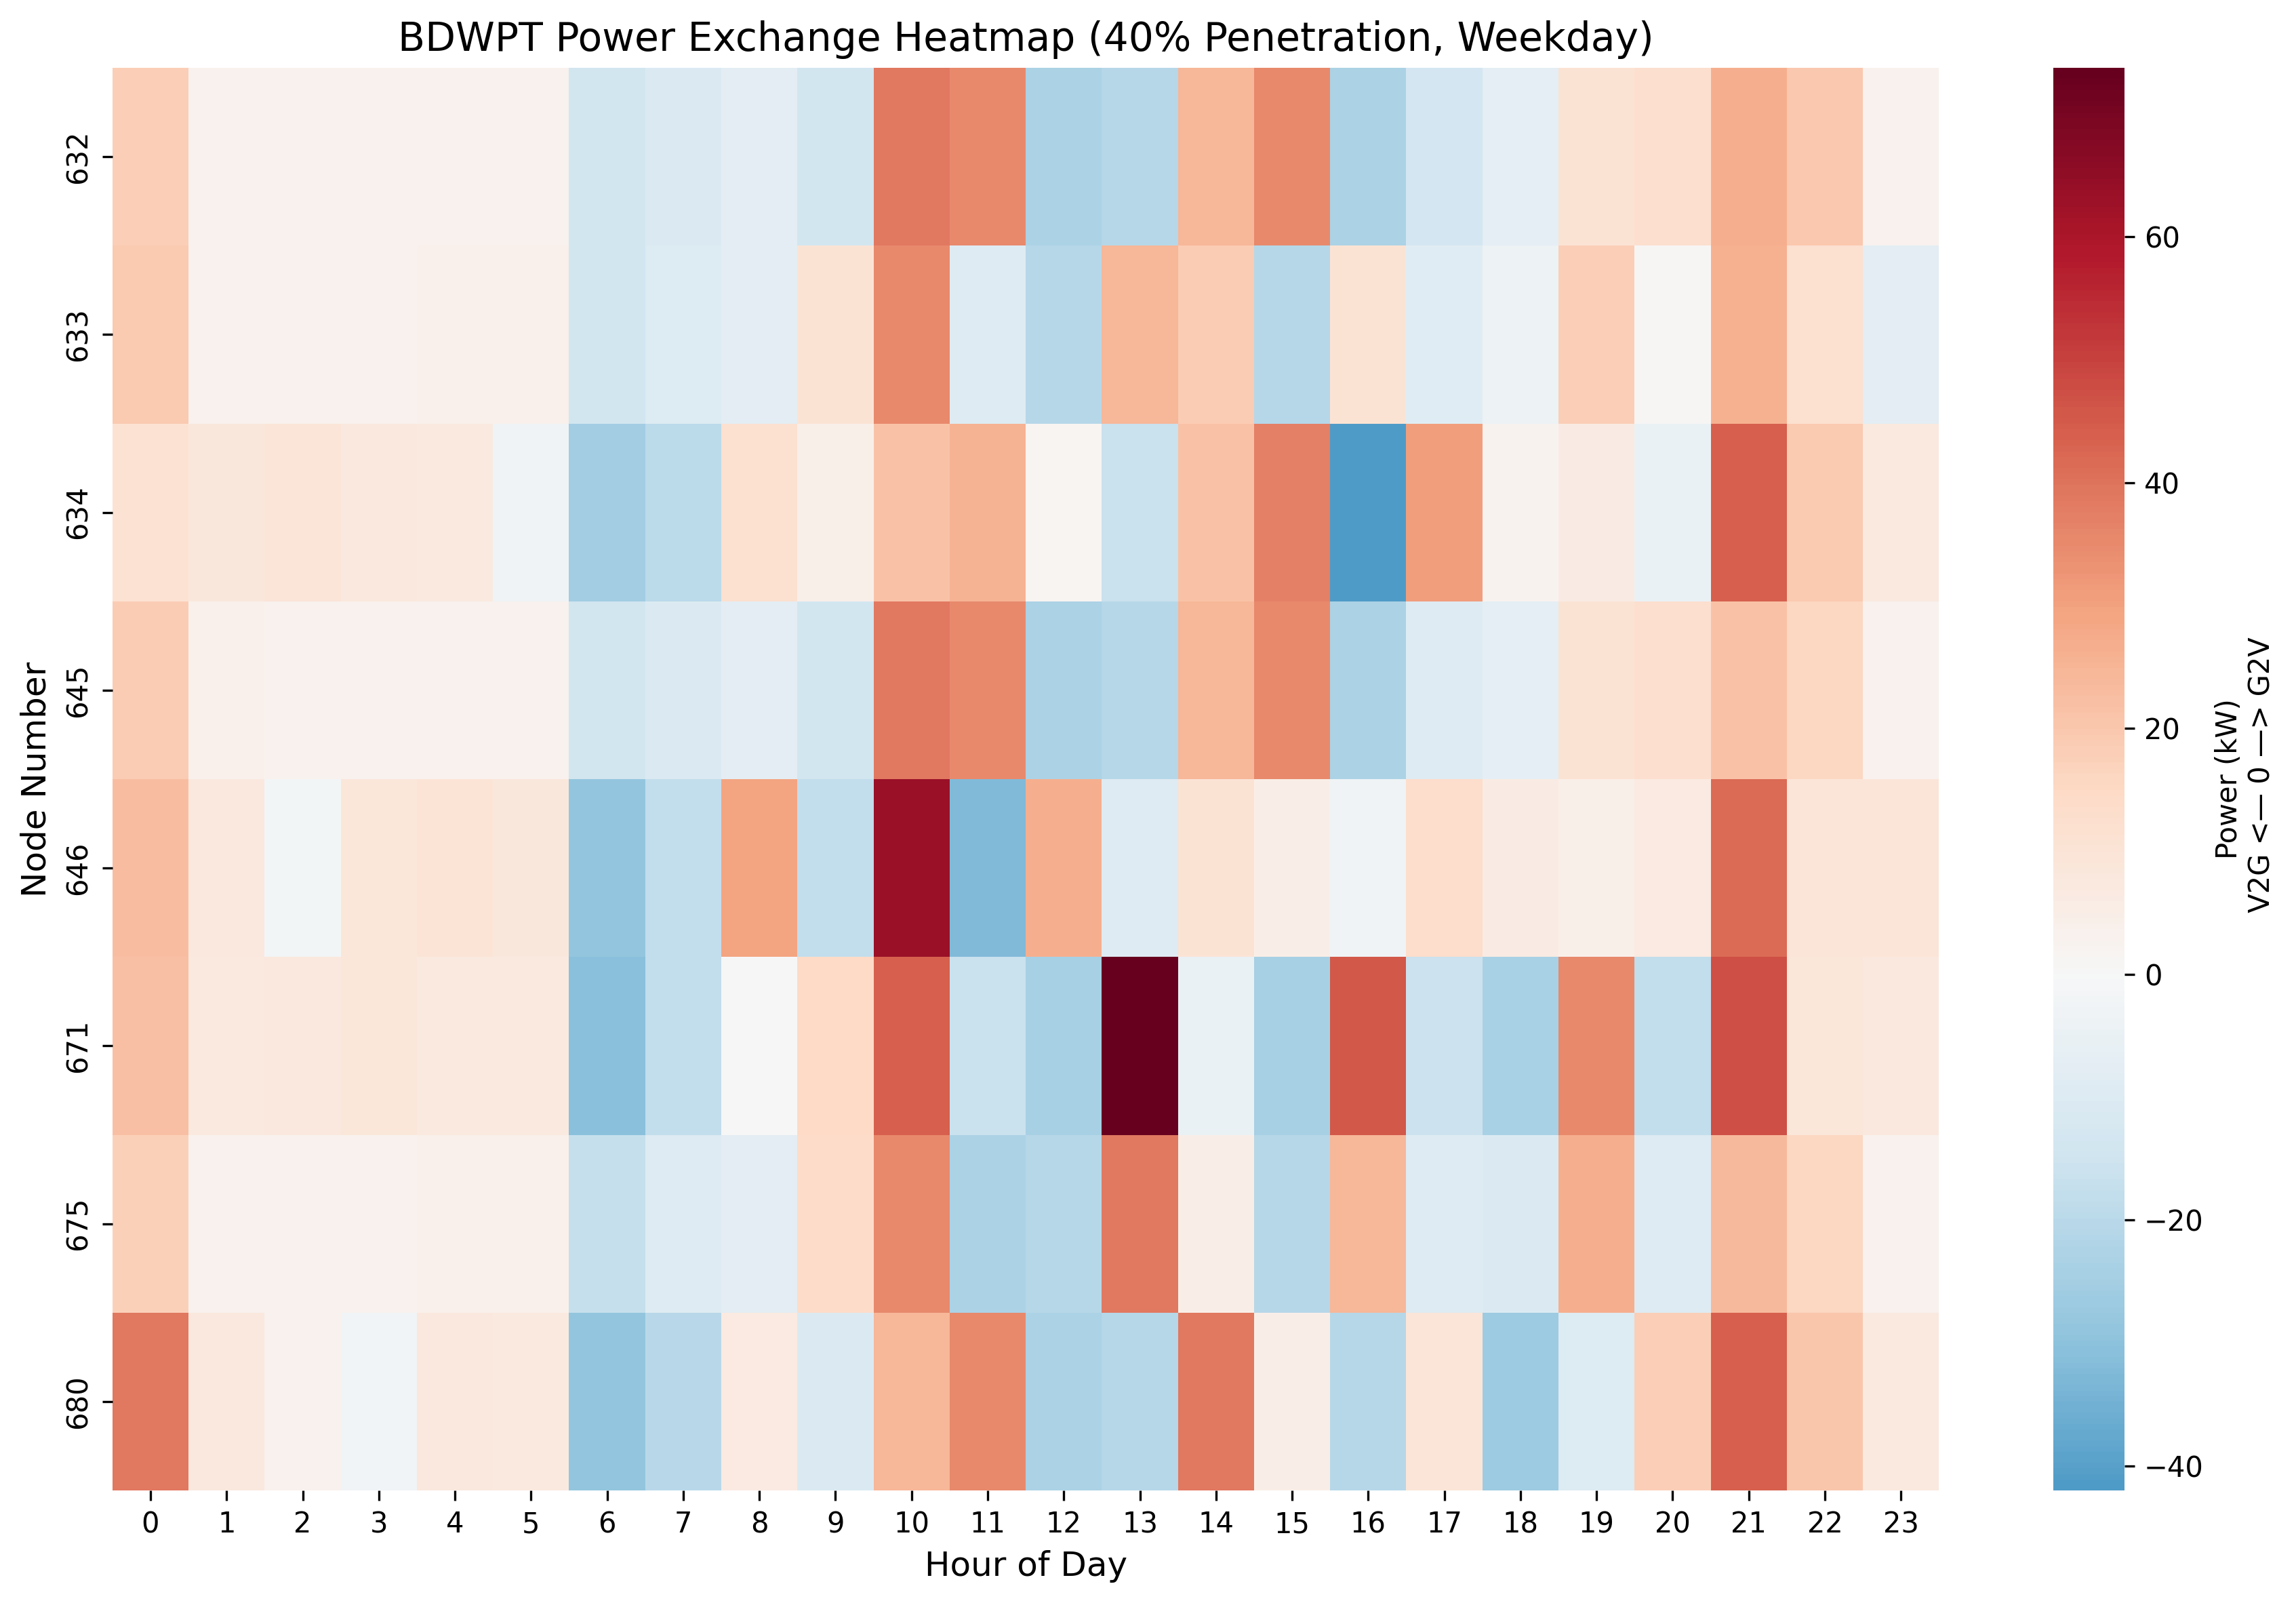 BDWPT Power Exchange Heatmap (40% Penetration, Weekday)
Node Number
632
633
634
645
646
671
675
680
0 1 2 3 4 5 6 7 8 9 10 11 12 13 14 15 16 17 18 19 20 21 22 23
Hour of Day
60
40
20
0
−20
−40
Power (kW)
V2G <— 0 —> G2V